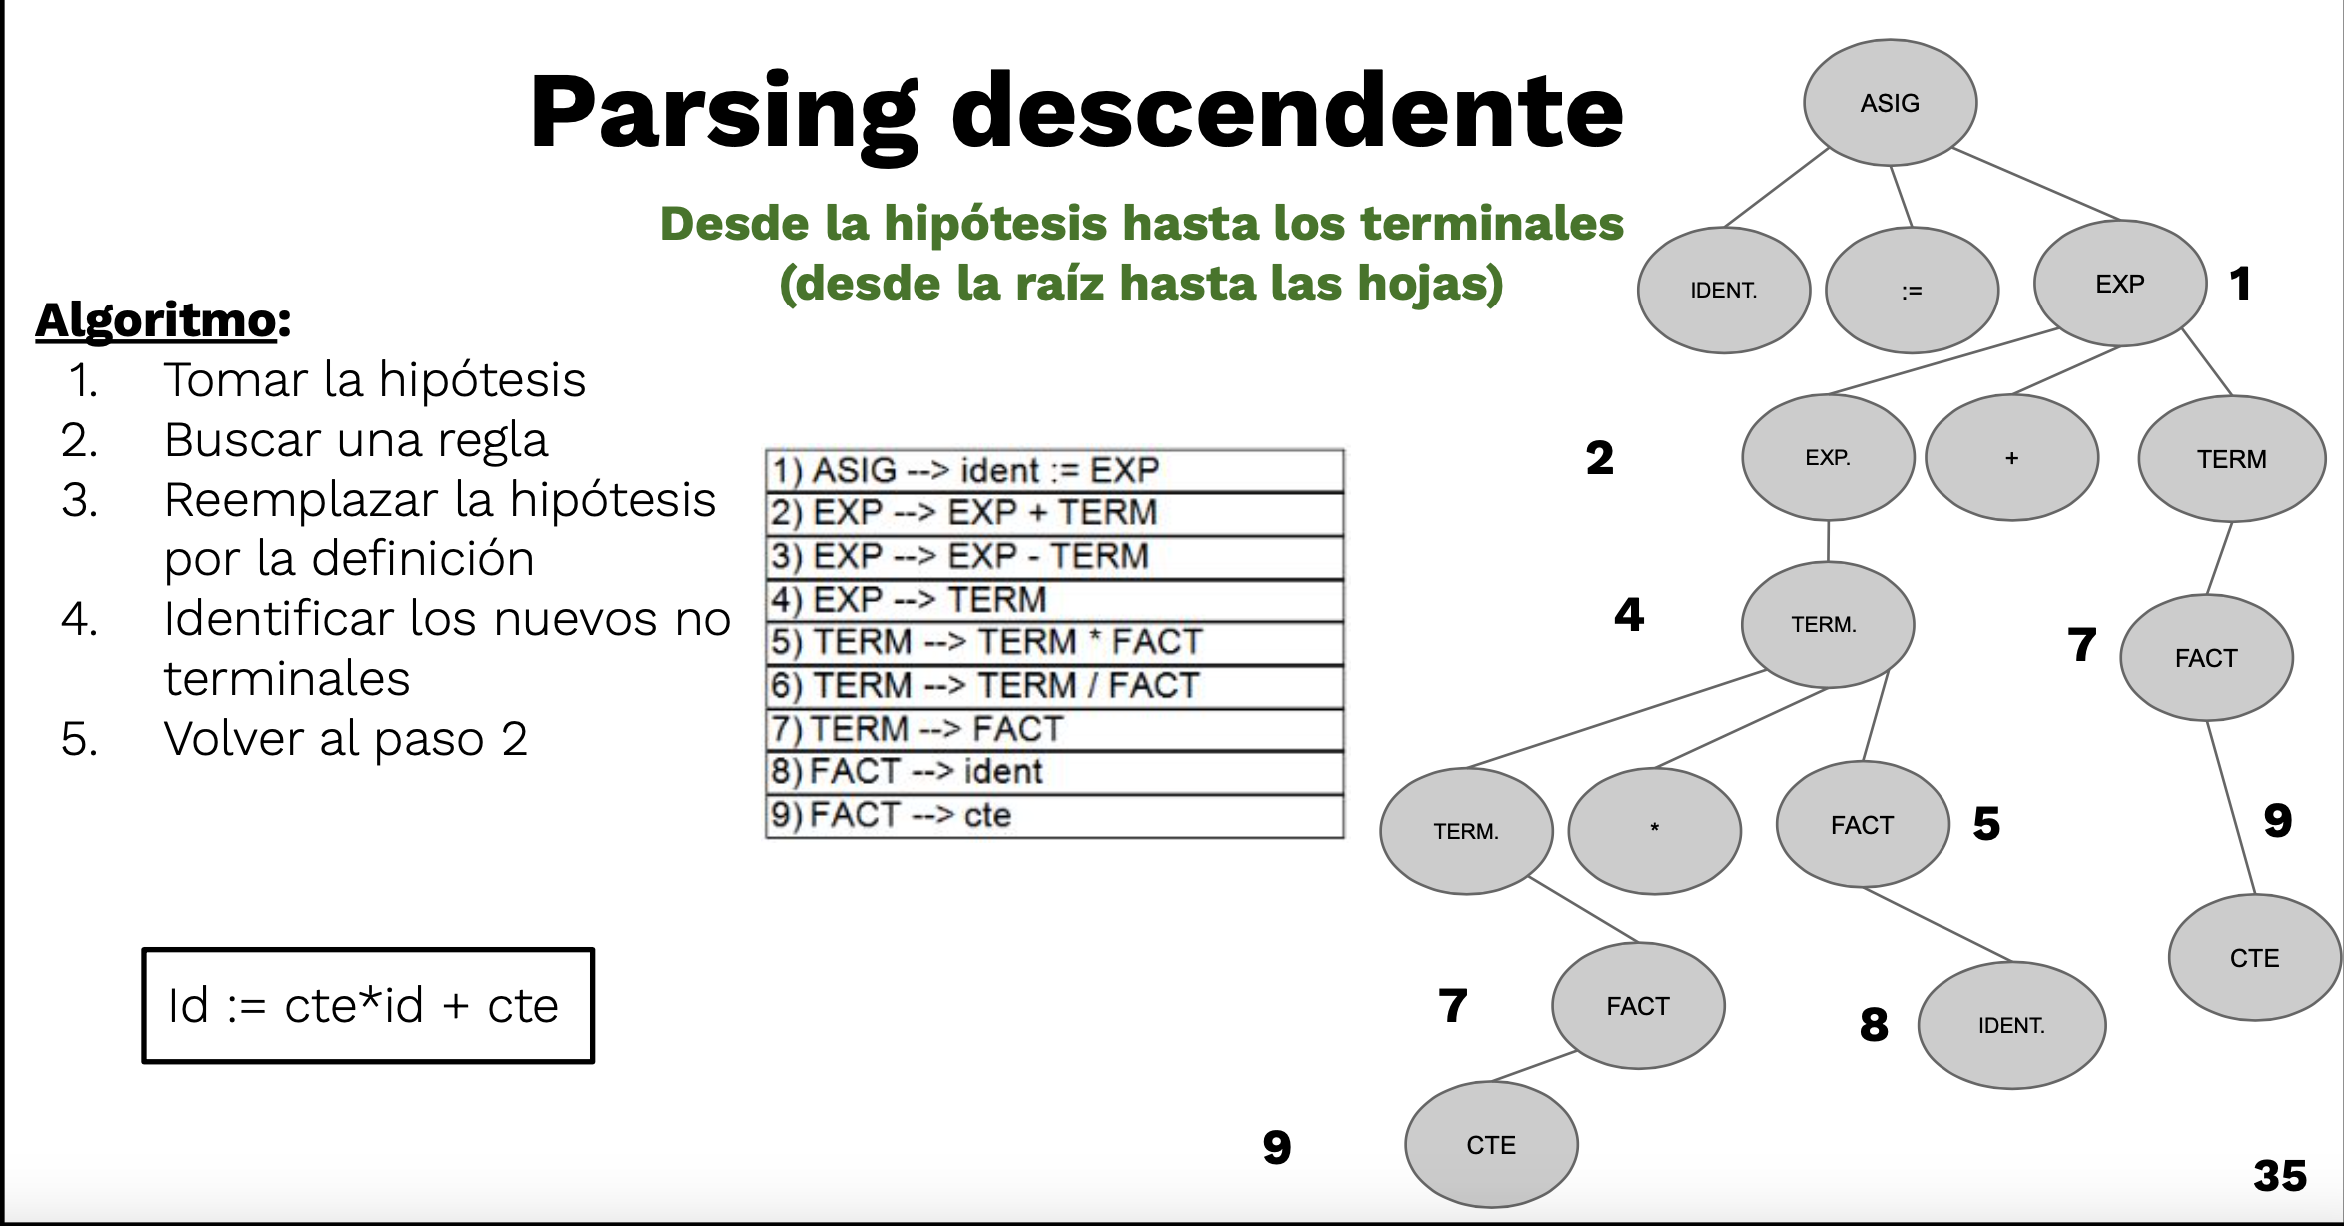 Parsing descendente
Desde la hipótesis hasta los terminales
(desde la raíz hasta las hojas)
Algoritmo:
1. Tomar la hipótesis
2. Buscar una regla
3. Reemplazar la hipótesis
por la definición
4. Identificar los nuevos no
terminales
5. Volver al paso 2
Id := cte*id + cte
1) ASIG --> ident := EXP
2) EXP --> EXP + TERM
3) EXP --> EXP - TERM
4) EXP --> TERM
5) TERM --> TERM * FACT
6) TERM --> TERM / FACT
7) TERM --> FACT
8) FACT --> ident
9) FACT --> cte
ASIG
IDENT. := EXP 1
2 EXP. + TERM
4 TERM. 7 FACT
TERM. * FACT 5 9
7 FACT 8 IDENT. CTE
9 CTE
35